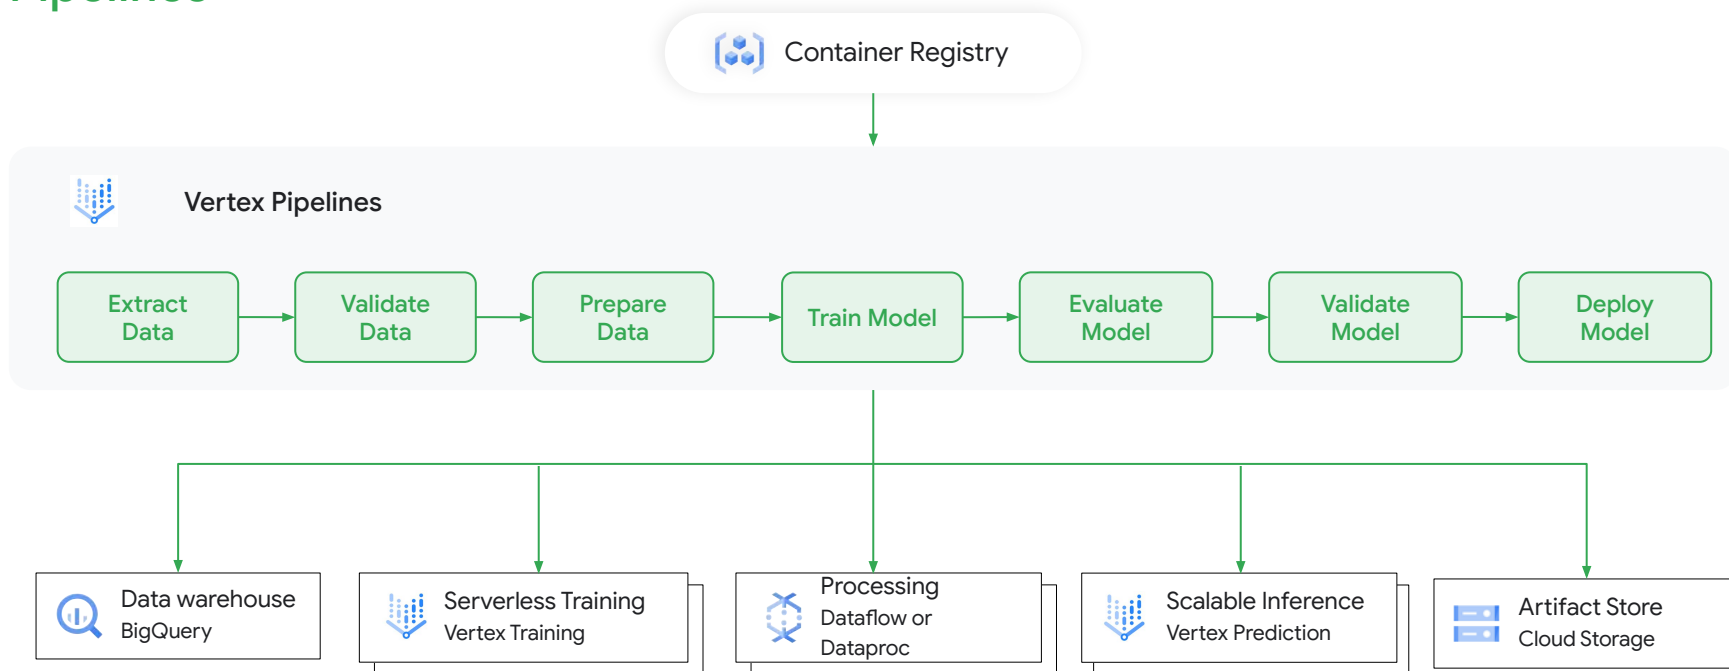 Pipelines
Container Registry
Vertex Pipelines
Extract
Data
Validate
Data
Prepare
Data
Train Model
Evaluate
Model
Validate
Model
Deploy
Model
Data warehouse
BigQuery
Serverless Training
Vertex Training
Processing
Dataflow or
Dataproc
Scalable Inference
Vertex Prediction
Artifact Store
Cloud Storage